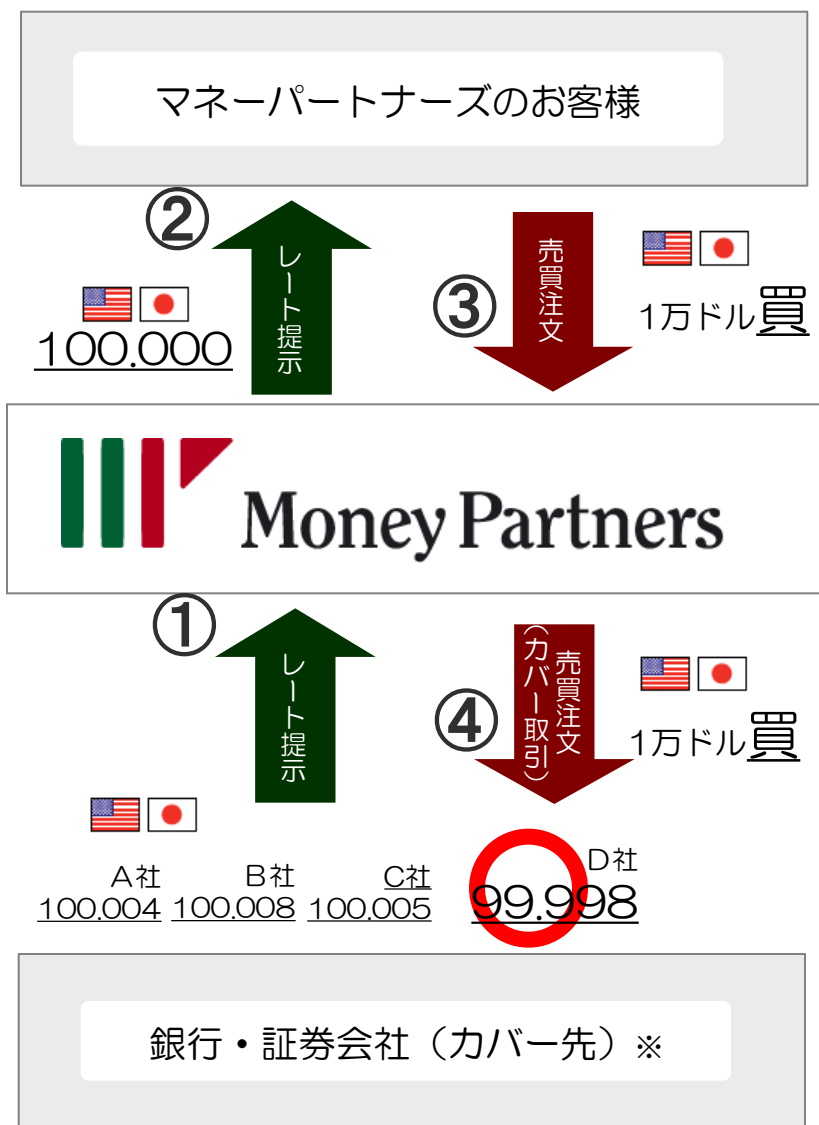 マネーパートナーズのお客様
②
レート提示
100.000
③
売買注文
1万ドル買
Money Partners
①
レート提示
④
売買注文
（カバー取引）
1万ドル買
A社 B社 C社 D社
100.004 100.008 100.005 99.998
銀行・証券会社（カバー先）※